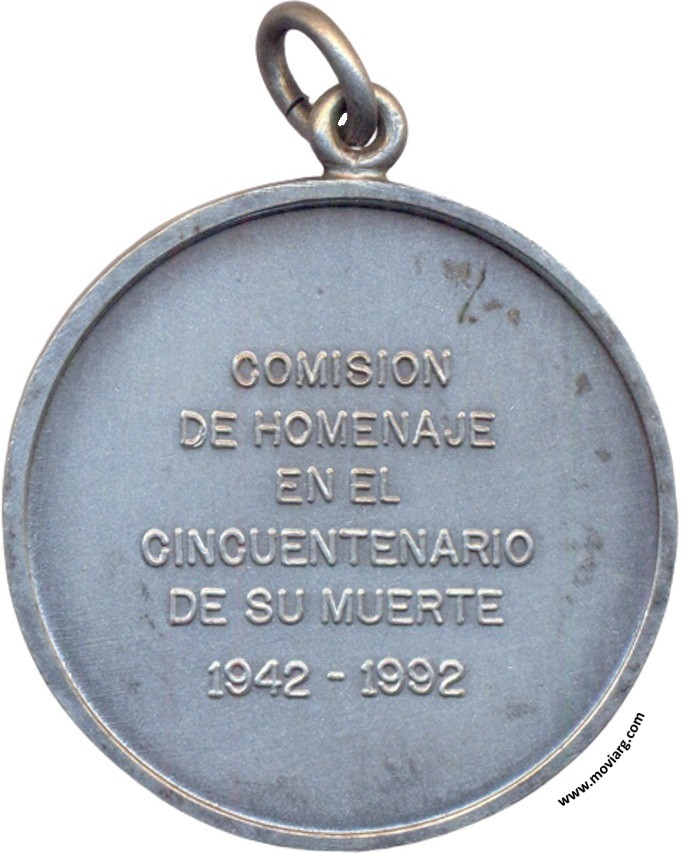 COMISION
DE HOMENAJE
EN EL
CINCUENTENARIO
DE SU MUERTE
1942 - 1992
www.moviarg.com